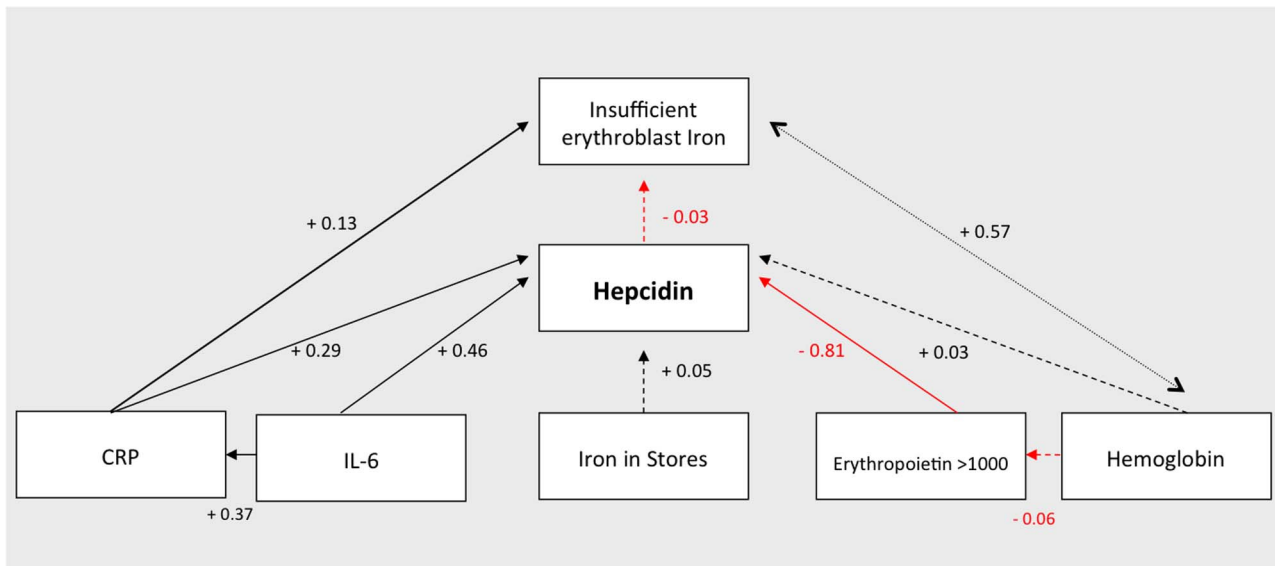 Insufficient
erythroblast Iron
+ 0.13
- 0.03
+ 0.57
Hepcidin
+ 0.29
+ 0.46
+ 0.05
- 0.81
+ 0.03
CRP
IL-6
Iron in Stores
Erythropoietin >1000
Hemoglobin
+ 0.37
- 0.06